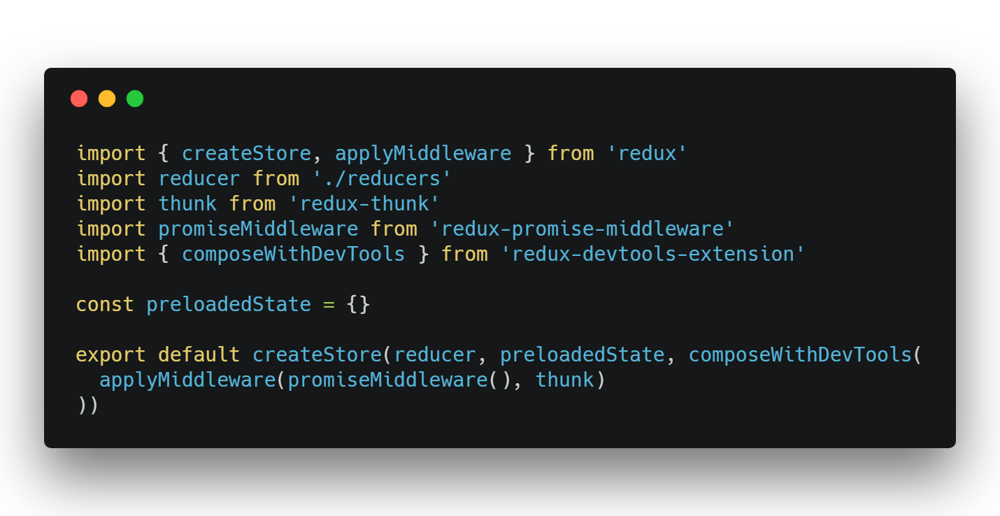 import { createStore, applyMiddleware } from 'redux'
import reducer from './reducers'
import thunk from 'redux-thunk'
import promiseMiddleware from 'redux-promise-middleware'
import { composeWithDevTools } from 'redux-devtools-extension'

const preloadedState = {}

export default createStore(reducer, preloadedState, composeWithDevTools(
  applyMiddleware(promiseMiddleware(), thunk)
))